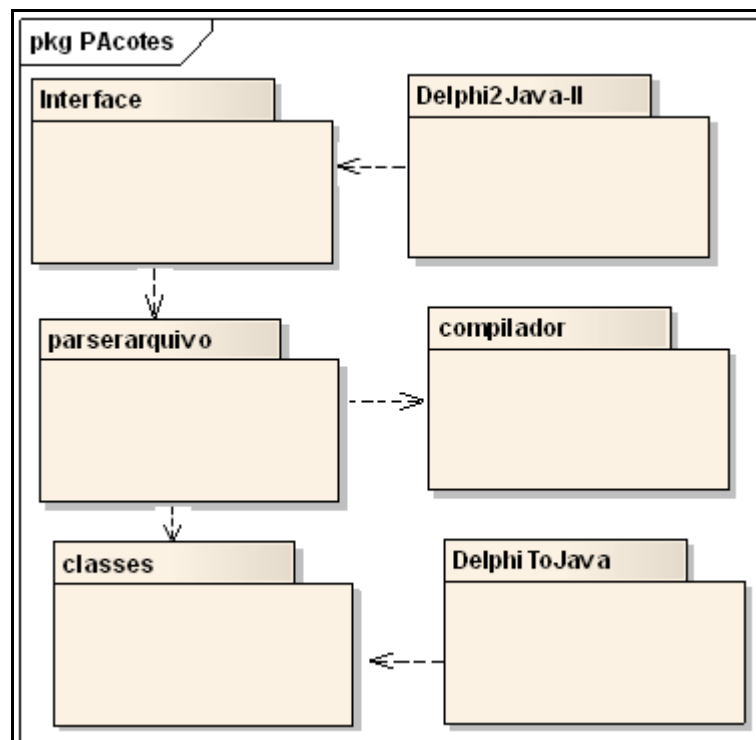 pkg PAcotes
Interface
Delphi2Java-II
parserarquivo
compilador
classes
DelphiToJava